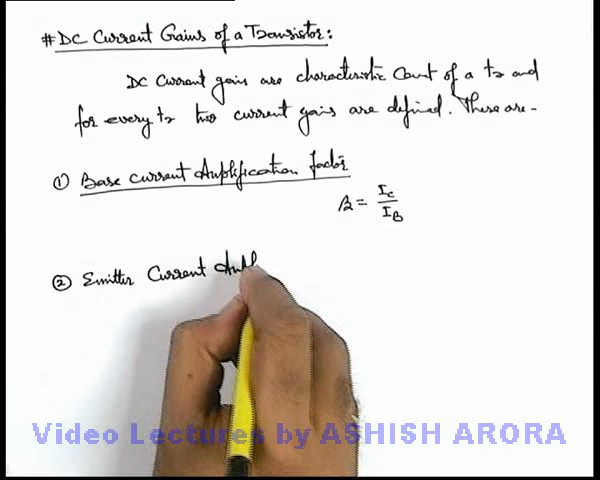 # DC Current Gains of a Transistor:
DC Current gain are characteristic Const of a tr and
for every tr two current gains are defined. These are -
① Base current Amplification factor
β = Ic/IB
② Emitter Current Ampl
Video Lectures by ASHISH ARORA